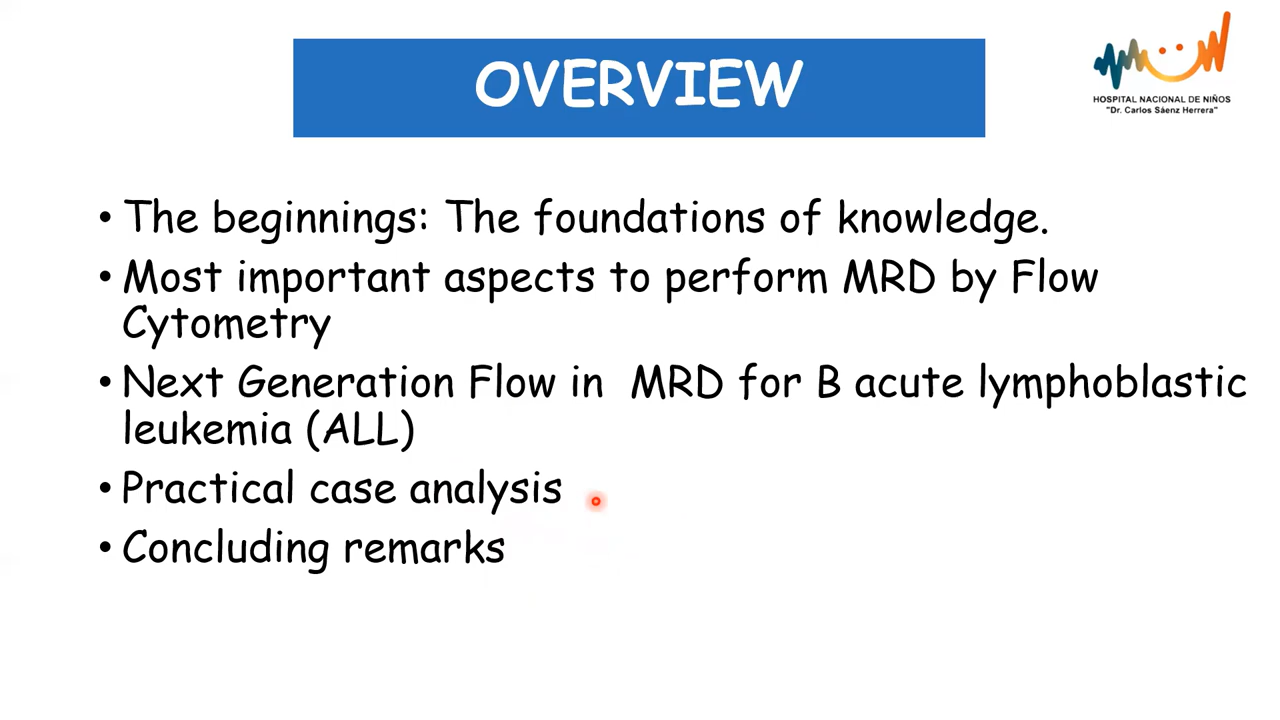 OVERVIEW
HOSPITAL NACIONAL DE NIÑOS
"Dr. Carlos Sáenz Herrera"
• The beginnings: The foundations of knowledge.
• Most important aspects to perform MRD by Flow
Cytometry
• Next Generation Flow in  MRD for B acute lymphoblastic
leukemia (ALL)
• Practical case analysis
• Concluding remarks